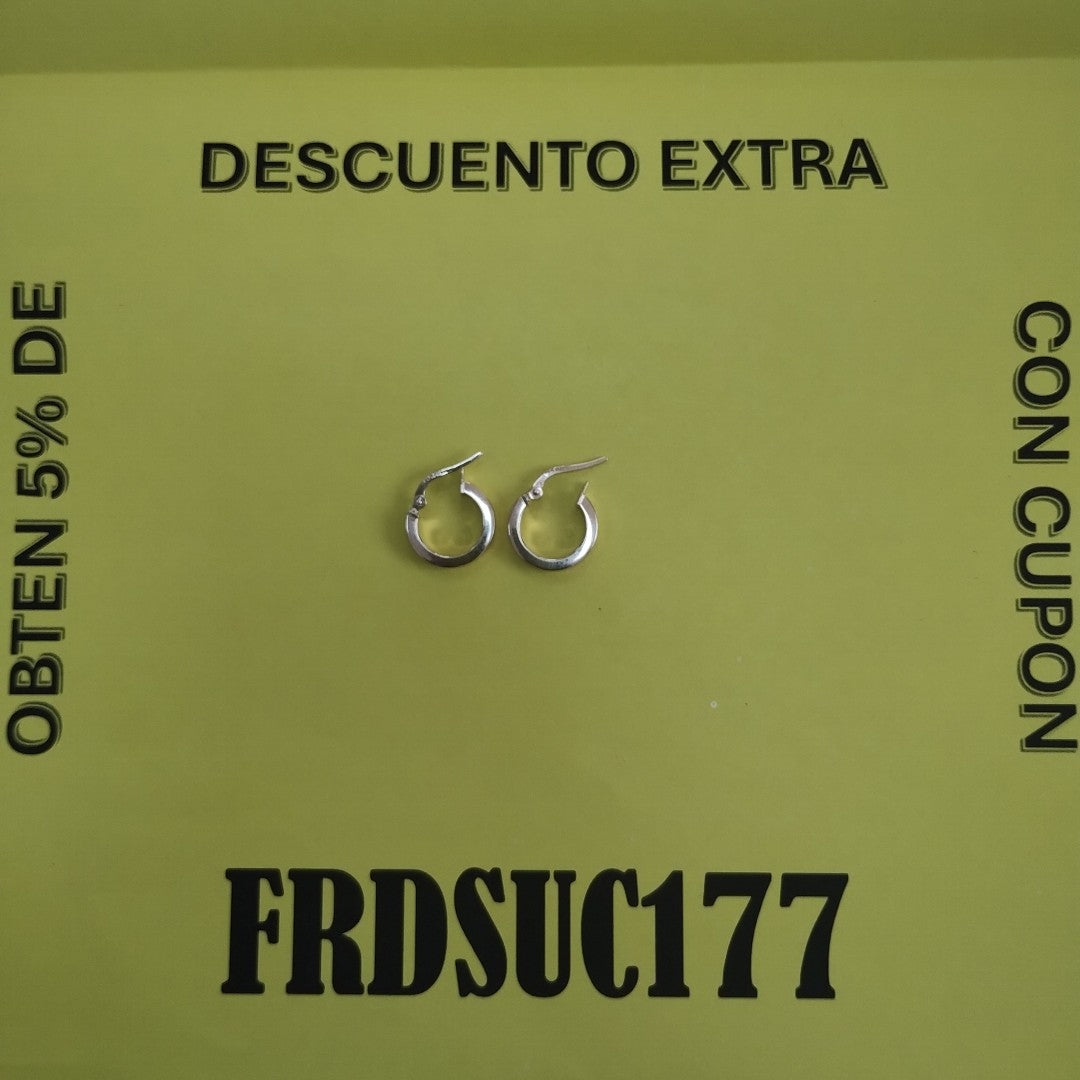 OBTEN 5% DE
DESCUENTO EXTRA
CON CUPON
FRDSUC177